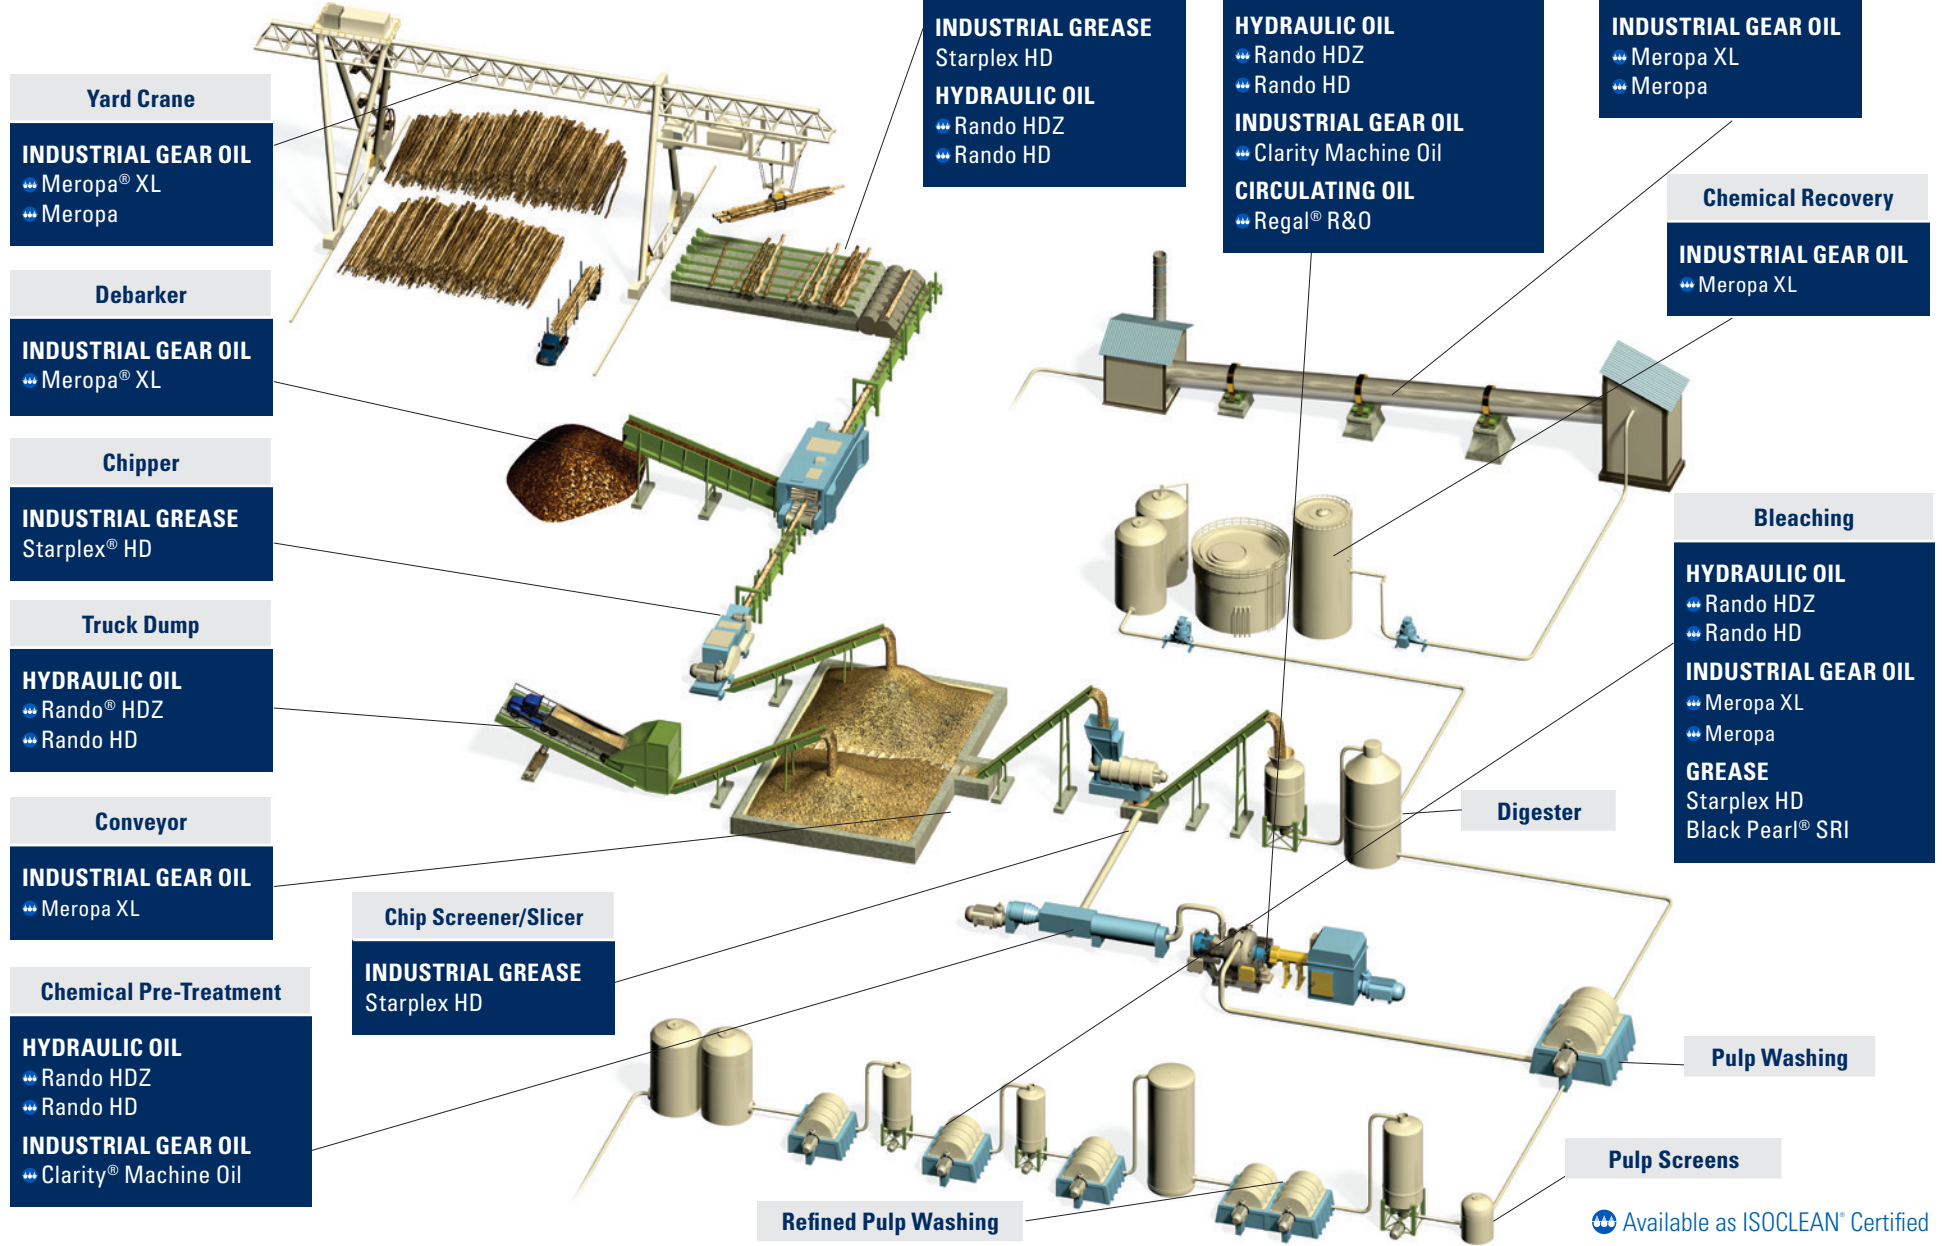 Yard Crane
INDUSTRIAL GEAR OIL
Meropa® XL
Meropa
Debarker
INDUSTRIAL GEAR OIL
Meropa® XL
Chipper
INDUSTRIAL GREASE
Starplex® HD
Truck Dump
HYDRAULIC OIL
Rando® HDZ
Rando HD
Conveyor
INDUSTRIAL GEAR OIL
Meropa XL
Chemical Pre-Treatment
HYDRAULIC OIL
Rando HDZ
Rando HD
INDUSTRIAL GEAR OIL
Clarity® Machine Oil
Chip Screener/Slicer
INDUSTRIAL GREASE
Starplex HD
INDUSTRIAL GREASE
Starplex HD
HYDRAULIC OIL
Rando HDZ
Rando HD
HYDRAULIC OIL
Rando HDZ
Rando HD
INDUSTRIAL GEAR OIL
Clarity Machine Oil
CIRCULATING OIL
Regal® R&O
INDUSTRIAL GEAR OIL
Meropa XL
Meropa
Chemical Recovery
INDUSTRIAL GEAR OIL
Meropa XL
Bleaching
HYDRAULIC OIL
Rando HDZ
Rando HD
INDUSTRIAL GEAR OIL
Meropa XL
Meropa
GREASE
Starplex HD
Black Pearl® SRI
Digester
Pulp Washing
Pulp Screens
Refined Pulp Washing
Available as ISOCLEAN® Certified